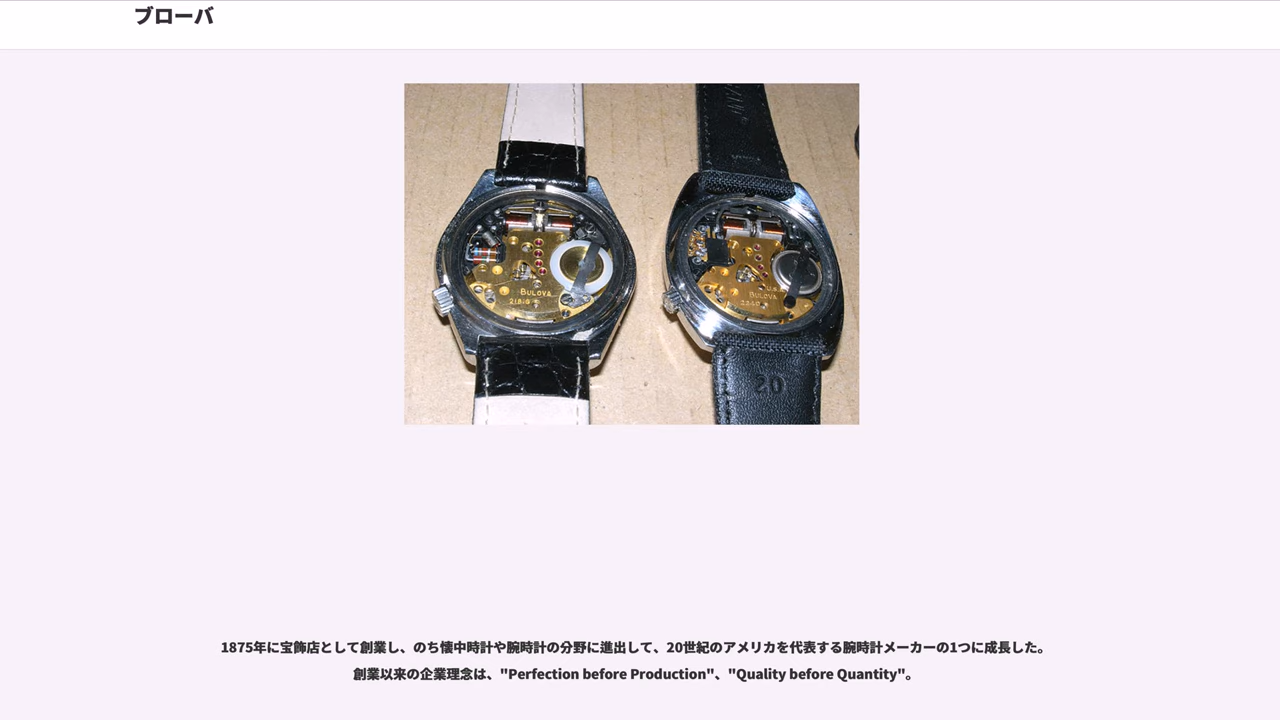 ブローバ
BULOVA
U.S.A.
BULOVA
20
1875年に宝飾店として創業し、のち懐中時計や腕時計の分野に進出して、20世紀のアメリカを代表する腕時計メーカーの1つに成長した。
創業以来の企業理念は、"Perfection before Production"、"Quality before Quantity"。